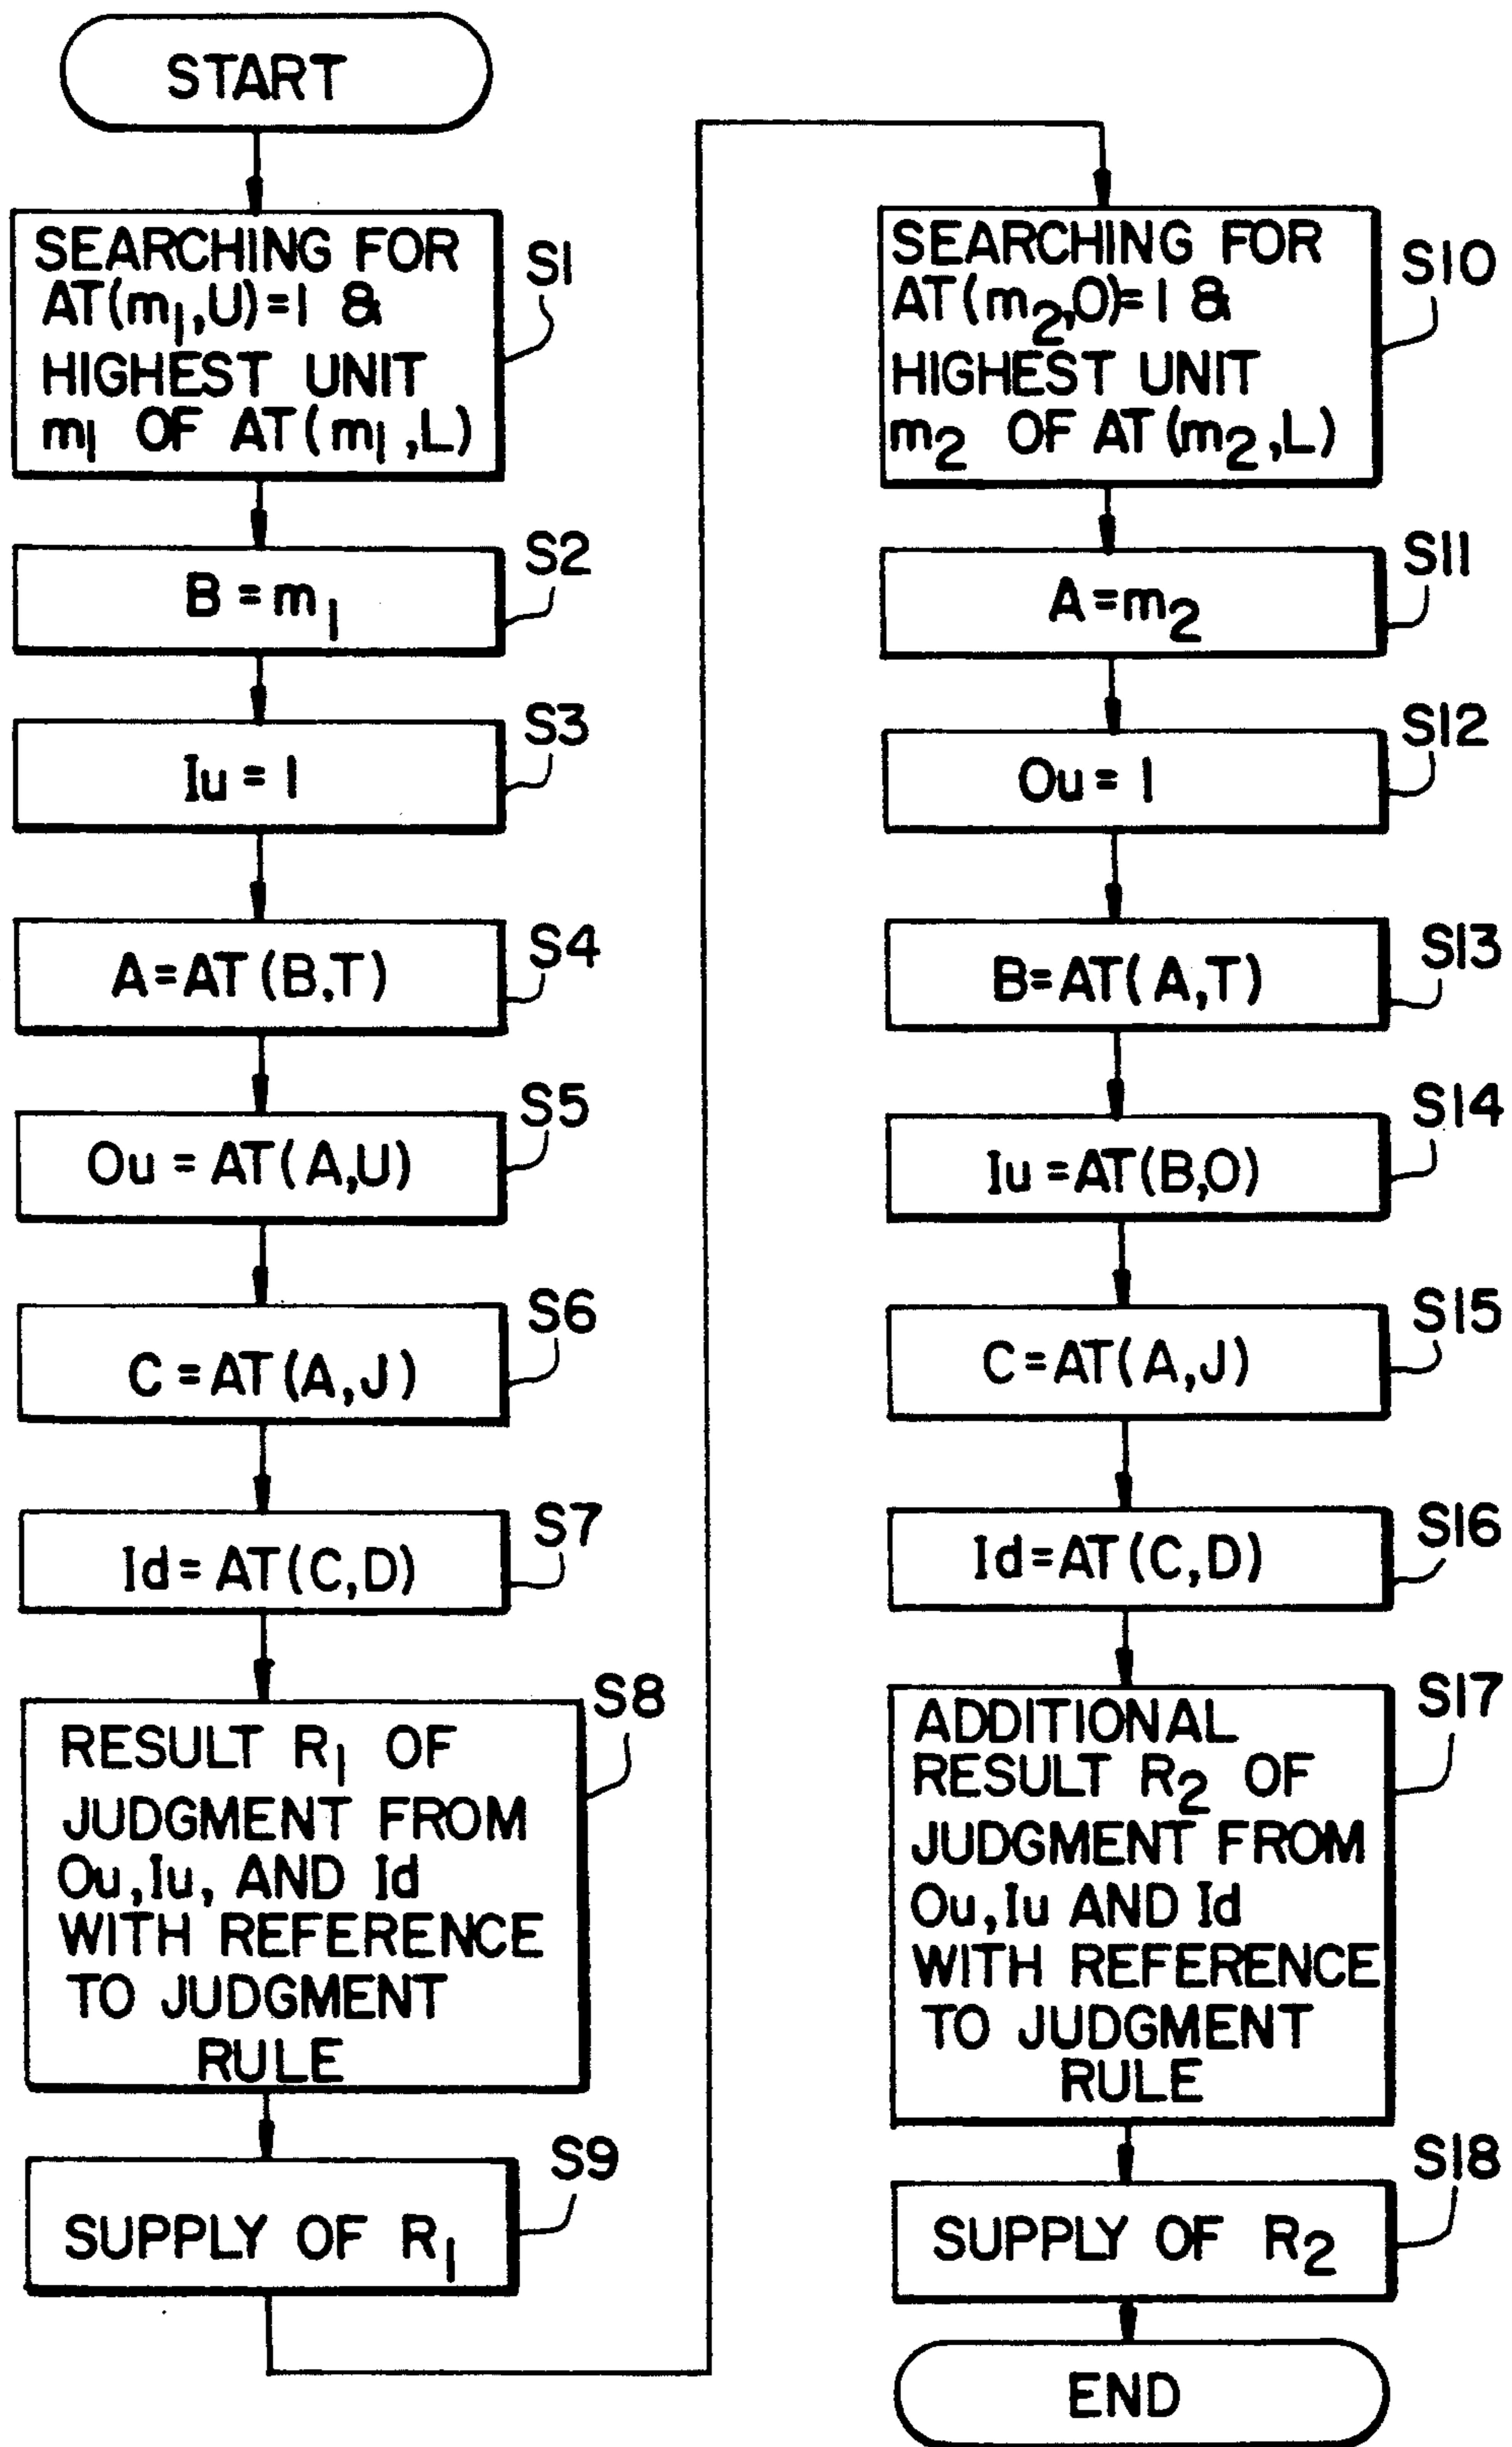 START
SEARCHING FOR
AT(m₁,U)=1 &
HIGHEST UNIT
m₁ OF AT(m₁,L)
S1
B=m₁
S2
Iu=1
S3
A=AT(B,T)
S4
Ou=AT(A,U)
S5
C=AT(A,J)
S6
Id=AT(C,D)
S7
RESULT R₁ OF
JUDGMENT FROM
Ou,Iu, AND Id
WITH REFERENCE
TO JUDGMENT
RULE
S8
SUPPLY OF R₁
S9
SEARCHING FOR
AT(m₂,O)=1 &
HIGHEST UNIT
m₂ OF AT(m₂,L)
S10
A=m₂
S11
Ou=1
S12
B=AT(A,T)
S13
Iu=AT(B,O)
S14
C=AT(A,J)
S15
Id=AT(C,D)
S16
ADDITIONAL
RESULT R₂ OF
JUDGMENT FROM
Ou,Iu AND Id
WITH REFERENCE
TO JUDGMENT
RULE
S17
SUPPLY OF R₂
S18
END